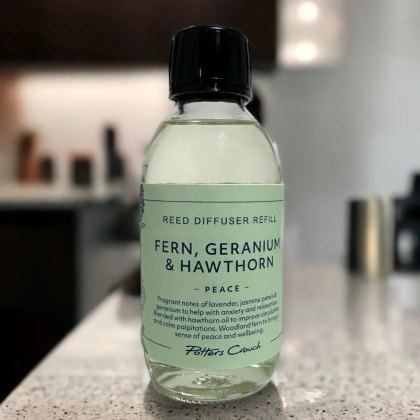 REED DIFFUSER REFILL
FERN, GERANIUM
& HAWTHORN
– PEACE –
Fragrant notes of lavender, jasmine petals &
geranium to help with anxiety and relaxation.
Blended with hawthorn oil to improve circulation
and calm palpitations. Woodland fern to bring a
sense of peace and wellbeing.
Potters Crouch